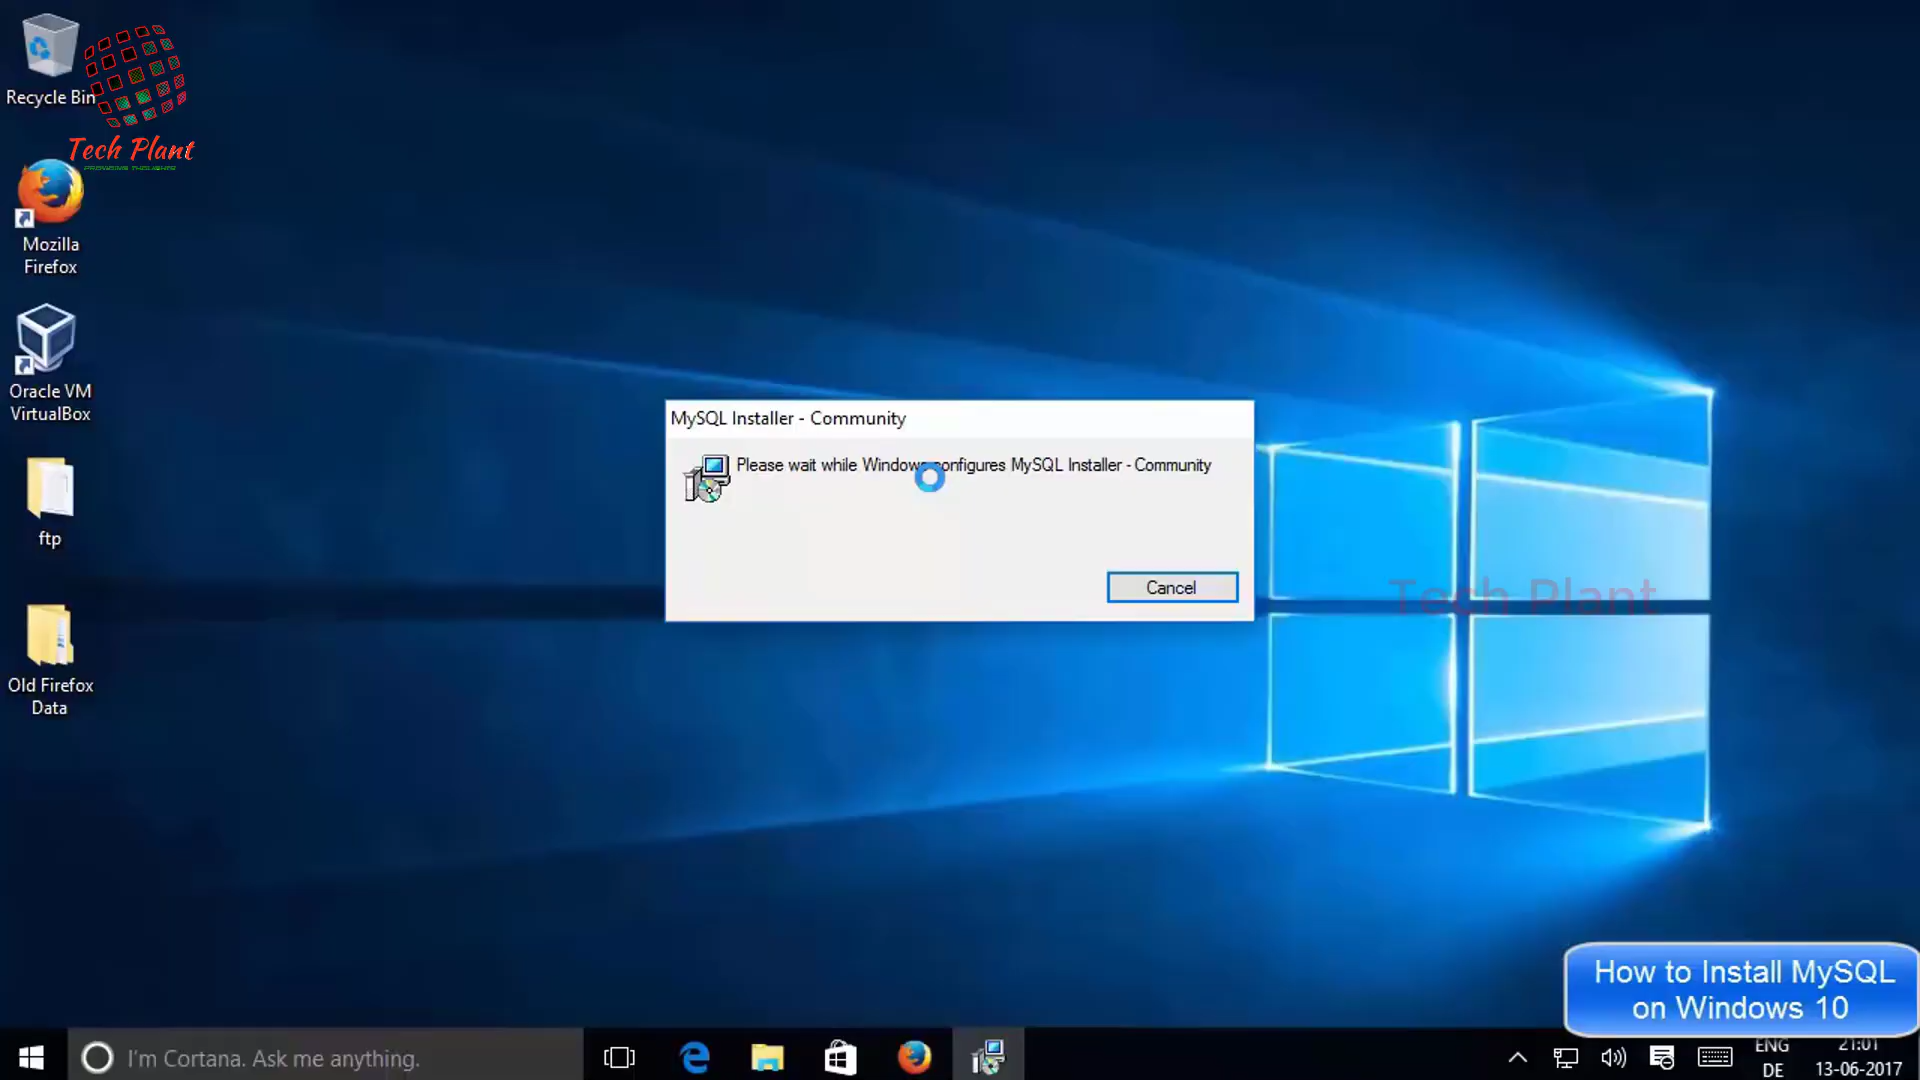 Recycle Bin
Tech Plant
Mozilla
Firefox
Oracle VM
VirtualBox
ftp
Old Firefox
Data
MySQL Installer - Community
Please wait while Windows configures MySQL Installer - Community
Cancel
Tech Plant
How to Install MySQL
on Windows 10
I'm Cortana. Ask me anything.
ENG
DE
21:01
13-06-2017